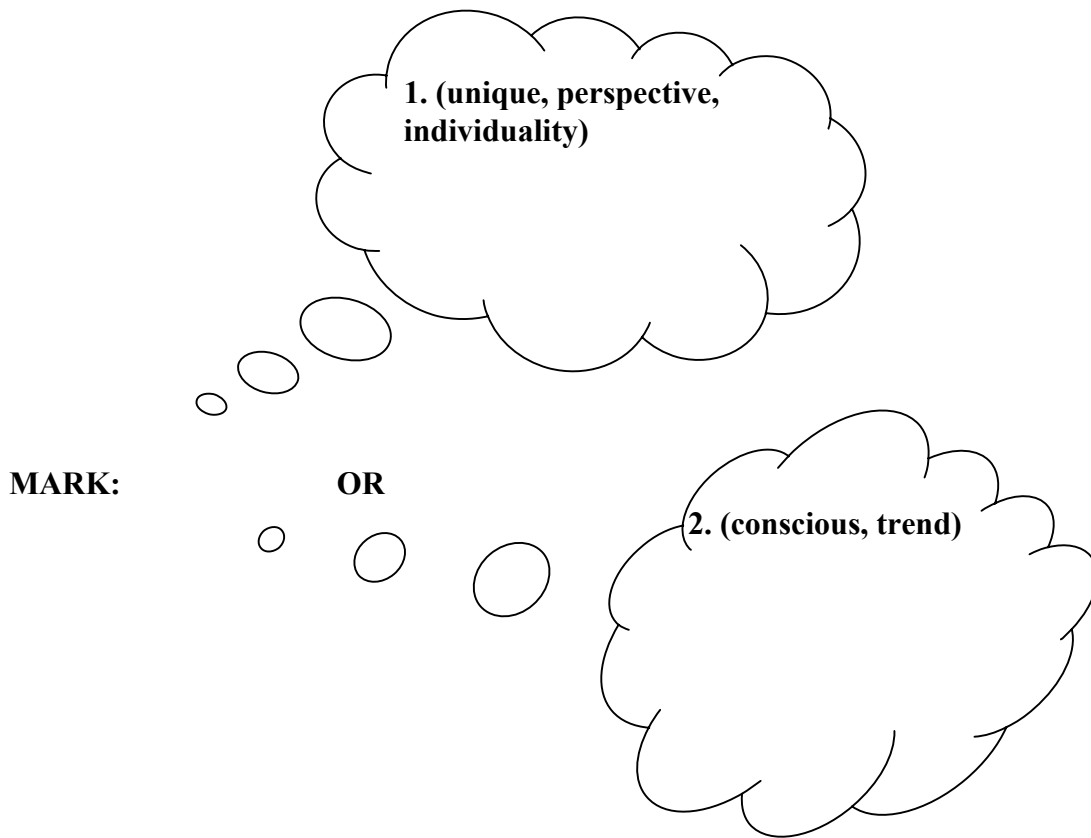 1. (unique, perspective,
individuality)
MARK: OR
2. (conscious, trend)